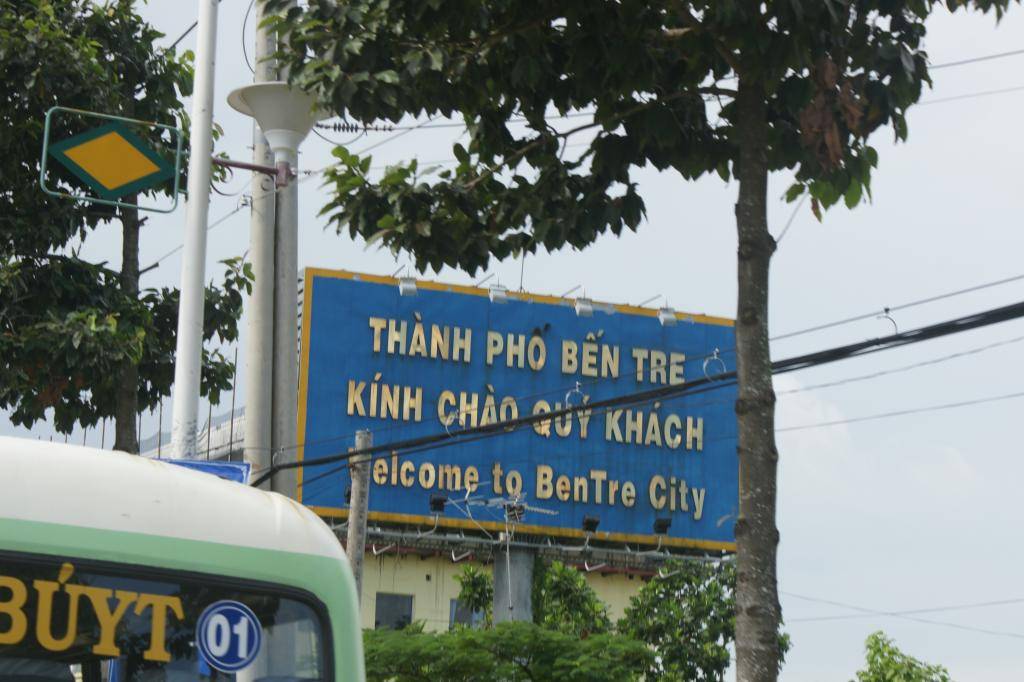 THÀNH PHỐ BẾN TRE
KÍNH CHÀO QUÝ KHÁCH
elcome to BenTre City
BÚYT
01